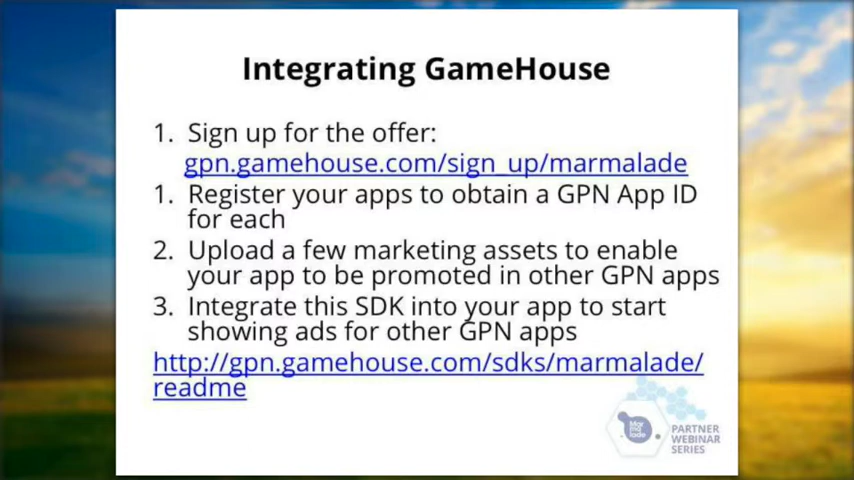 Integrating GameHouse
1. Sign up for the offer:
gpn.gamehouse.com/sign_up/marmalade
1. Register your apps to obtain a GPN App ID
for each
2. Upload a few marketing assets to enable
your app to be promoted in other GPN apps
3. Integrate this SDK into your app to start
showing ads for other GPN apps
http://gpn.gamehouse.com/sdks/marmalade/
readme
Mar
ma
lade
PARTNER
WEBINAR
SERIES